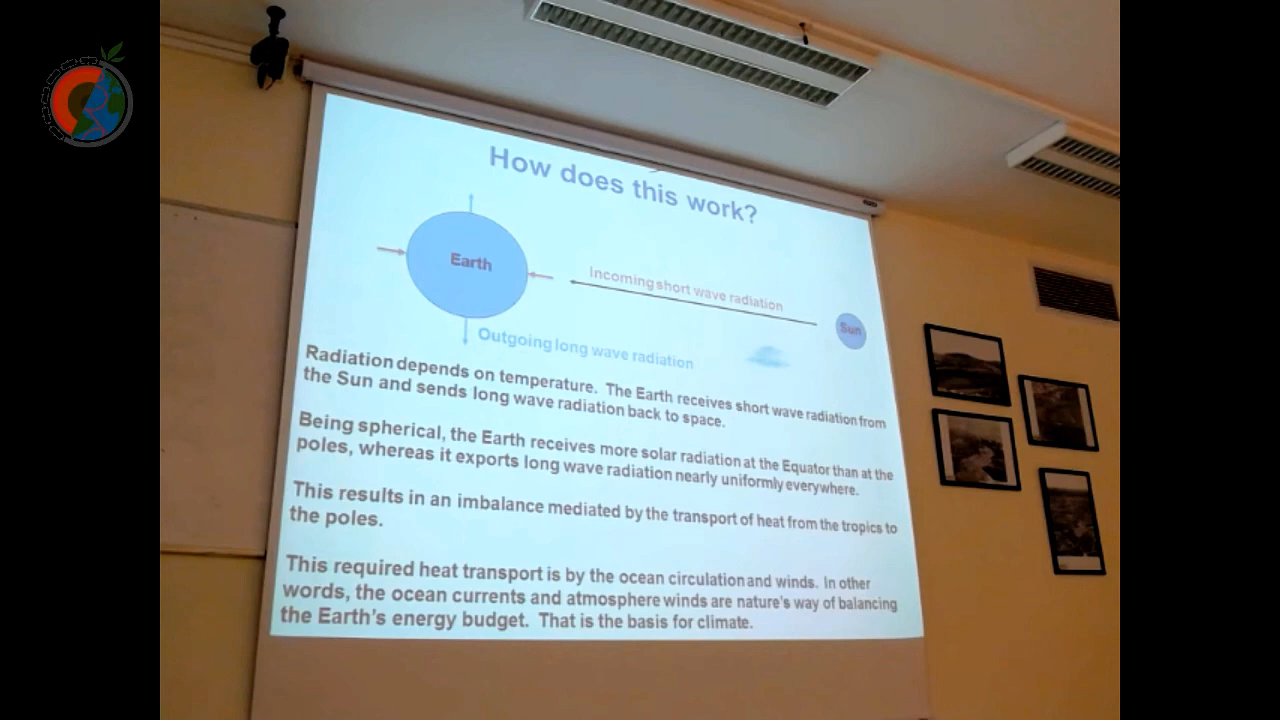 How does this work?
Earth
Incoming short wave radiation
Sun
Outgoing long wave radiation
Radiation depends on temperature. The Earth receives short wave radiation from
the Sun and sends long wave radiation back to space.
Being spherical, the Earth receives more solar radiation at the Equator than at the
poles, whereas it exports long wave radiation nearly uniformly everywhere.
This results in an imbalance mediated by the transport of heat from the tropics to
the poles.
This required heat transport is by the ocean circulation and winds. In other
words, the ocean currents and atmosphere winds are nature's way of balancing
the Earth's energy budget. That is the basis for climate.